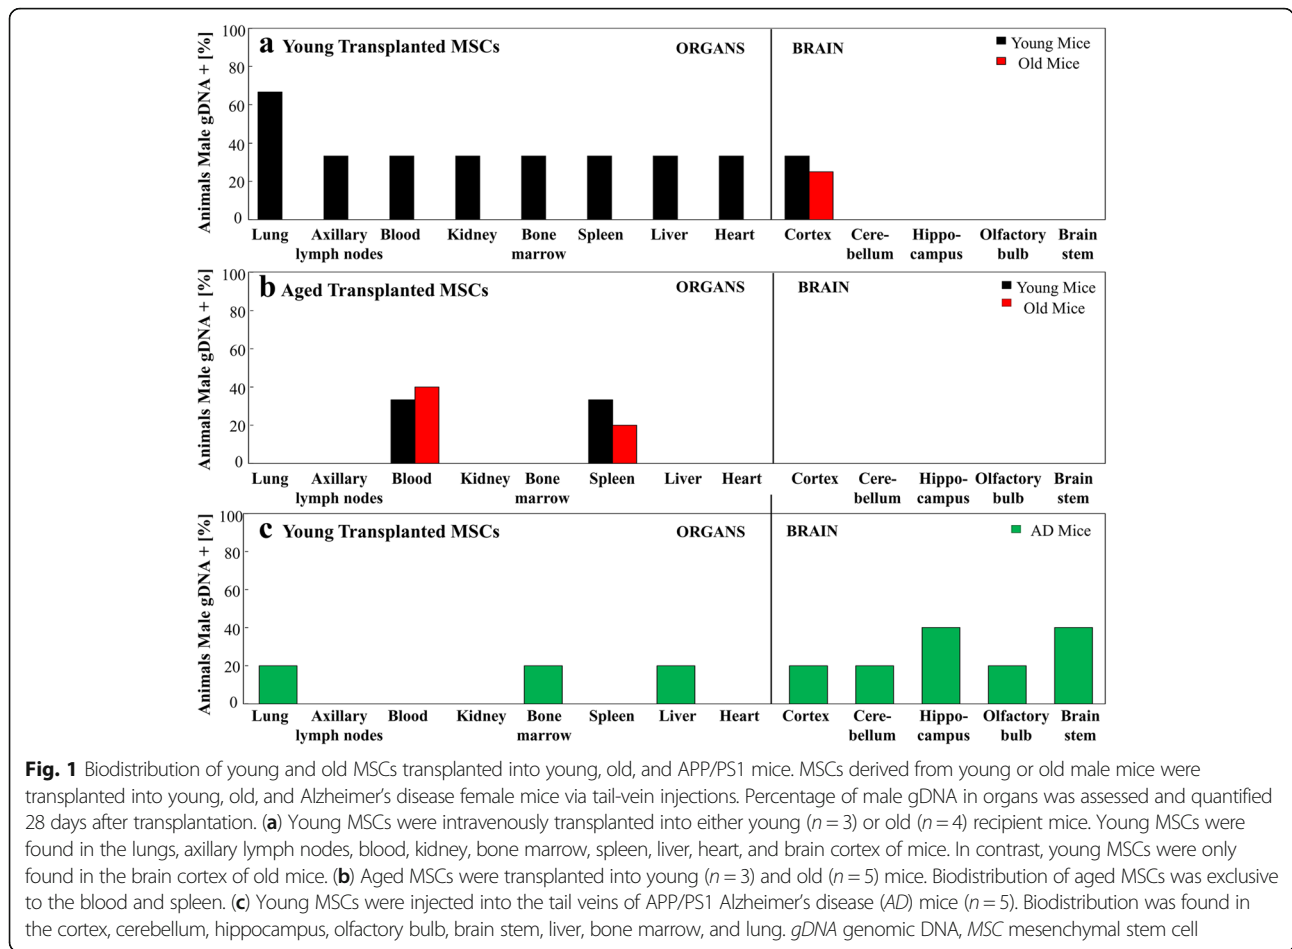 a Young Transplanted MSCs
ORGANS
BRAIN
Young Mice
Old Mice
Animals Male gDNA + [%]
100
80
60
40
20
0
Lung
Axillary
lymph nodes
Blood
Kidney
Bone
marrow
Spleen
Liver
Heart
Cortex
Cere-
bellum
Hippo-
campus
Olfactory
bulb
Brain
stem
b Aged Transplanted MSCs
ORGANS
BRAIN
Young Mice
Old Mice
Animals Male gDNA + [%]
100
80
60
40
20
0
Lung
Axillary
lymph nodes
Blood
Kidney
Bone
marrow
Spleen
Liver
Heart
Cortex
Cere-
bellum
Hippo-
campus
Olfactory
bulb
Brain
stem
c Young Transplanted MSCs
ORGANS
BRAIN
AD Mice
Animals Male gDNA + [%]
100
80
60
40
20
0
Lung
Axillary
lymph nodes
Blood
Kidney
Bone
marrow
Spleen
Liver
Heart
Cortex
Cere-
bellum
Hippo-
campus
Olfactory
bulb
Brain
stem
Fig. 1 Biodistribution of young and old MSCs transplanted into young, old, and APP/PS1 mice. MSCs derived from young or old male mice were
transplanted into young, old, and Alzheimer's disease female mice via tail-vein injections. Percentage of male gDNA in organs was assessed and quantified
28 days after transplantation. (a) Young MSCs were intravenously transplanted into either young (n = 3) or old (n = 4) recipient mice. Young MSCs were
found in the lungs, axillary lymph nodes, blood, kidney, bone marrow, spleen, liver, heart, and brain cortex of mice. In contrast, young MSCs were only
found in the brain cortex of old mice. (b) Aged MSCs were transplanted into young (n = 3) and old (n = 5) mice. Biodistribution of aged MSCs was exclusive
to the blood and spleen. (c) Young MSCs were injected into the tail veins of APP/PS1 Alzheimer's disease (AD) mice (n = 5). Biodistribution was found in
the cortex, cerebellum, hippocampus, olfactory bulb, brain stem, liver, bone marrow, and lung. gDNA genomic DNA, MSC mesenchymal stem cell